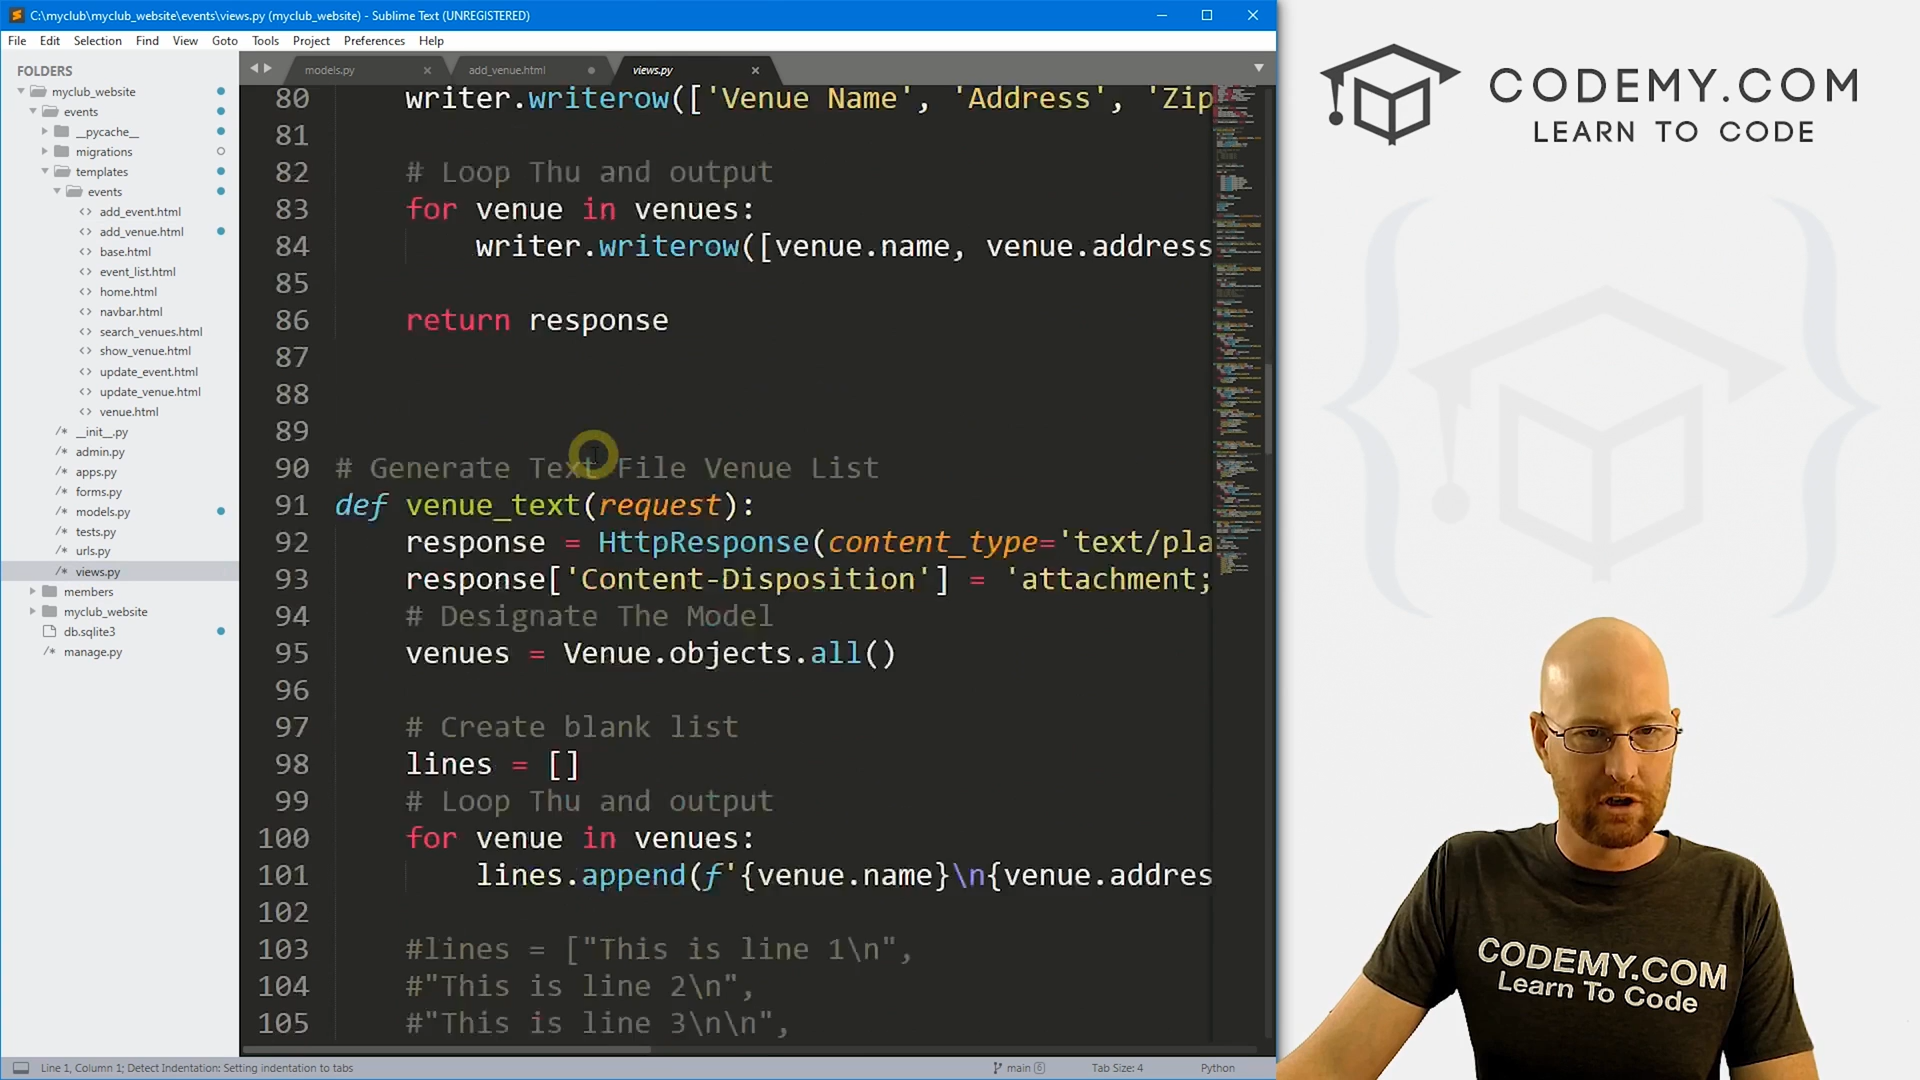 C:\myclub\myclub_website\events\views.py (myclub_website) - Sublime Text (UNREGISTERED)
File Edit Selection Find View Goto Tools Project Preferences Help
FOLDERS
myclub_website
events
__pycache__
migrations
templates
events
add_event.html
add_venue.html
base.html
event_list.html
home.html
navbar.html
search_venues.html
show_venue.html
update_event.html
update_venue.html
venue.html
__init__.py
admin.py
apps.py
forms.py
models.py
tests.py
urls.py
views.py
members
myclub_website
db.sqlite3
manage.py
models.py add_venue.html views.py
80 writer.writerow(['Venue Name', 'Address', 'Zip
81
82 # Loop Thu and output
83 for venue in venues:
84 writer.writerow([venue.name, venue.address
85
86 return response
87
88
89
90 # Generate Text File Venue List
91 def venue_text(request):
92 response = HttpResponse(content_type='text/pla
93 response['Content-Disposition'] = 'attachment;
94 # Designate The Model
95 venues = Venue.objects.all()
96
97 # Create blank list
98 lines = []
99 # Loop Thu and output
100 for venue in venues:
101 lines.append(f'{venue.name}\n{venue.addres
102
103 #lines = ["This is line 1\n",
104 #"This is line 2\n",
105 #"This is line 3\n\n",
Line 1, Column 1; Detect Indentation: Setting indentation to tabs
main 6 Tab Size: 4 Python
CODEMY.COM
LEARN TO CODE
CODEMY.COM
Learn To Code